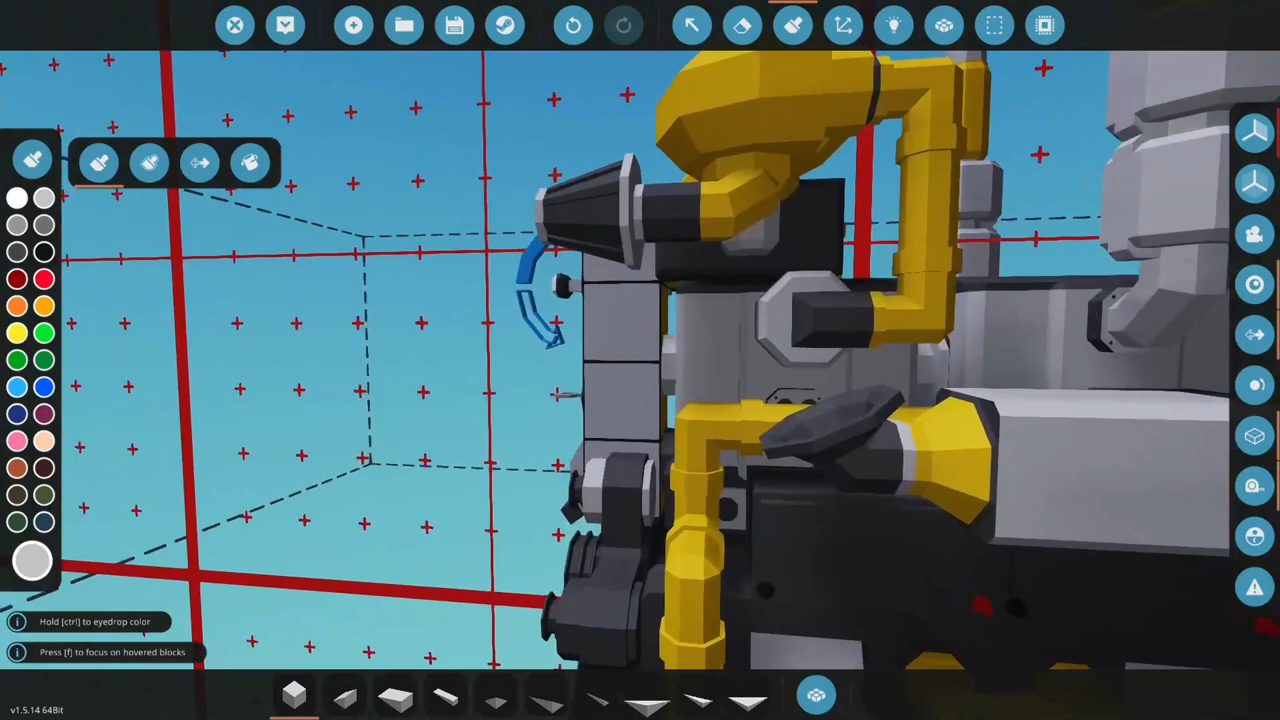 Hold [ctrl] to eyedrop color
Press [f] to focus on hovered blocks
v1.5.14 64Bit